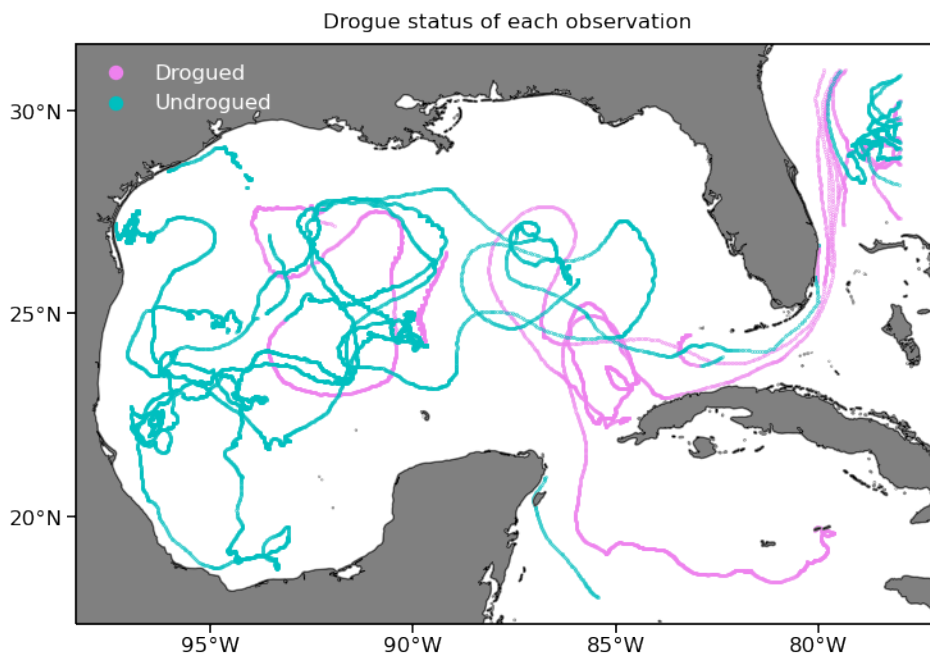 Drogue status of each observation
Drogued
Undrogued
30°N
25°N
20°N
95°W
90°W
85°W
80°W